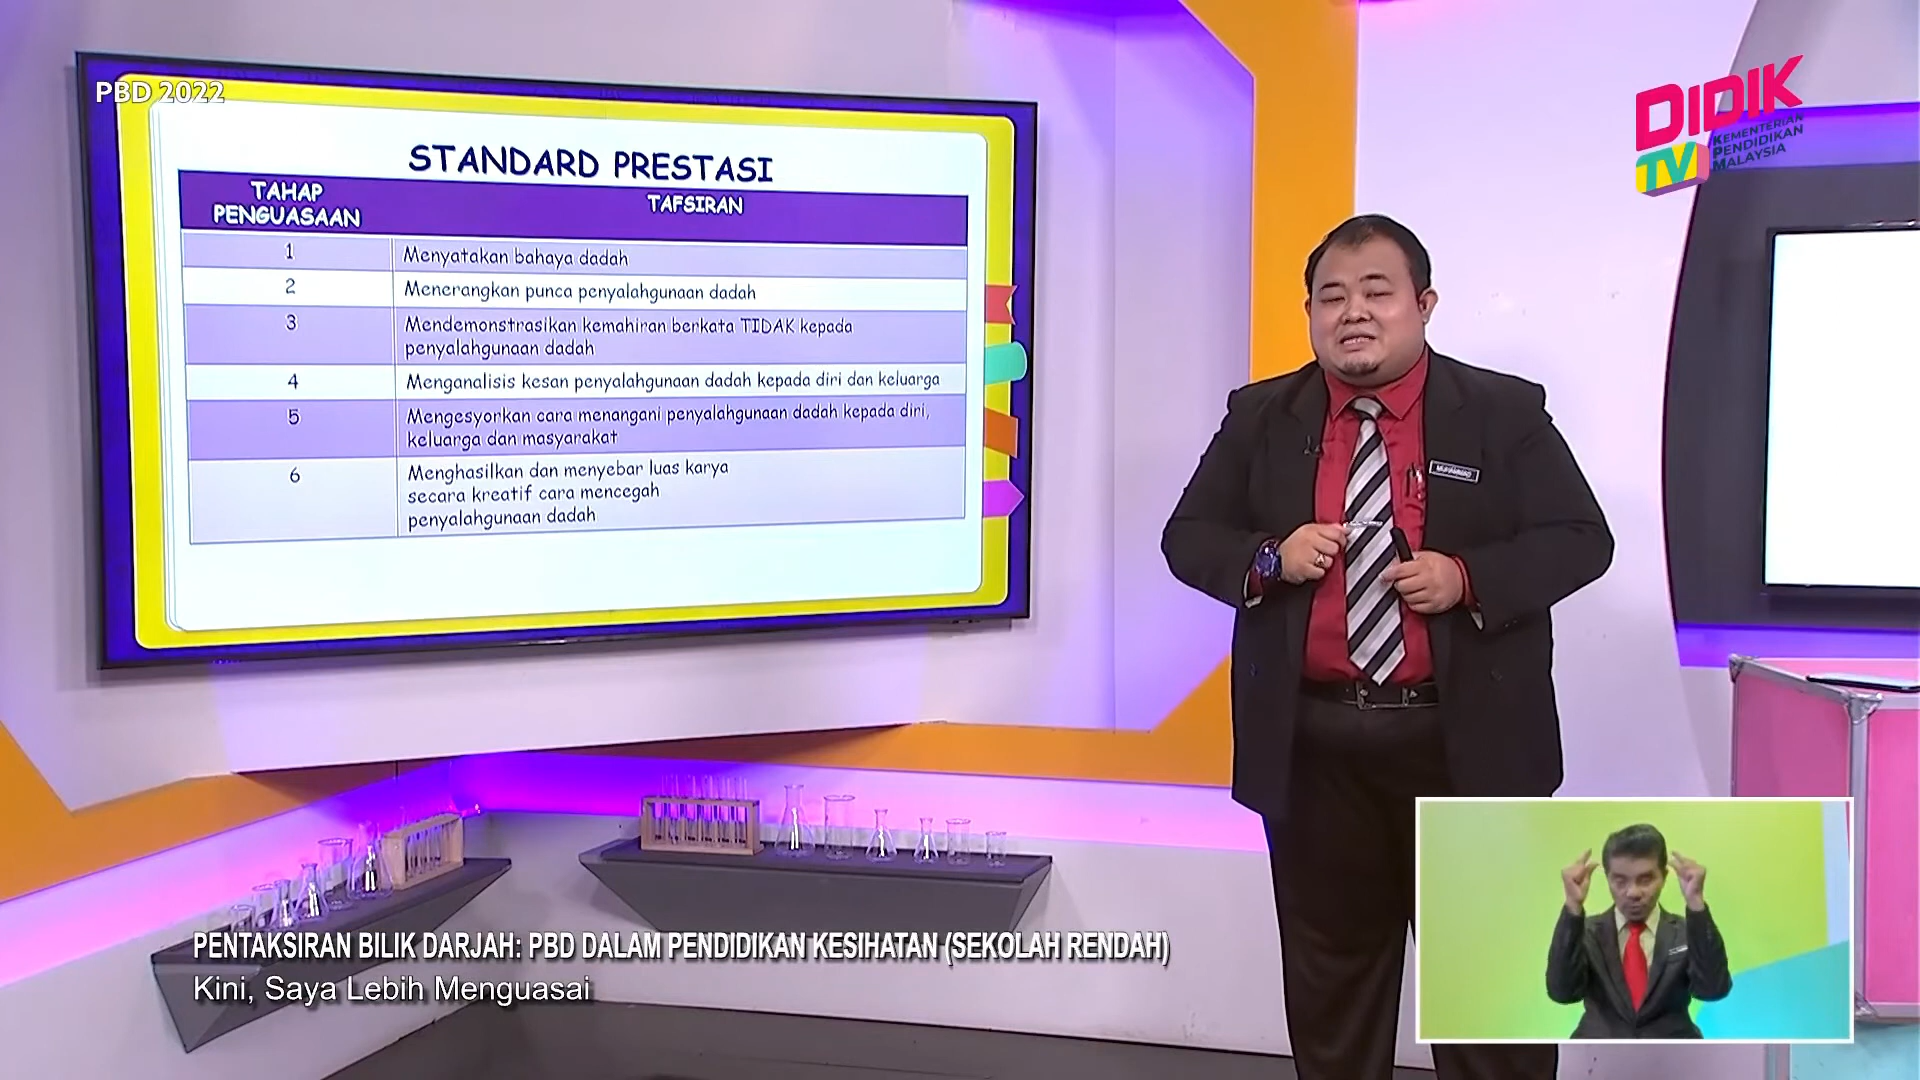 PBD 2022
STANDARD PRESTASI
TAHAP
PENGUASAAN
TAFSIRAN
1
Menyatakan bahaya dadah
2
Menerangkan punca penyalahgunaan dadah
3
Mendemonstrasikan kemahiran berkata TIDAK kepada
penyalahgunaan dadah
4
Menganalisis kesan penyalahgunaan dadah kepada diri dan keluarga
5
Mengesyorkan cara menangani penyalahgunaan dadah kepada diri,
keluarga dan masyarakat
6
Menghasilkan dan menyebar luas karya
secara kreatif cara mencegah
penyalahgunaan dadah
DIDIK
TV
KEMENTERIAN
PENDIDIKAN
MALAYSIA
MUHAMMAD
PENTAKSIRAN BILIK DARJAH: PBD DALAM PENDIDIKAN KESIHATAN (SEKOLAH RENDAH)
Kini, Saya Lebih Menguasai